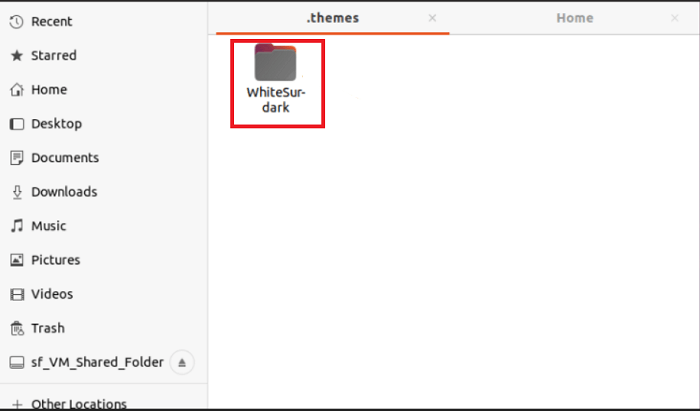 Recent
Starred
Home
Desktop
Documents
Downloads
Music
Pictures
Videos
Trash
sf_VM_Shared_Folder
Other Locations
.themes
Home
WhiteSur-
dark